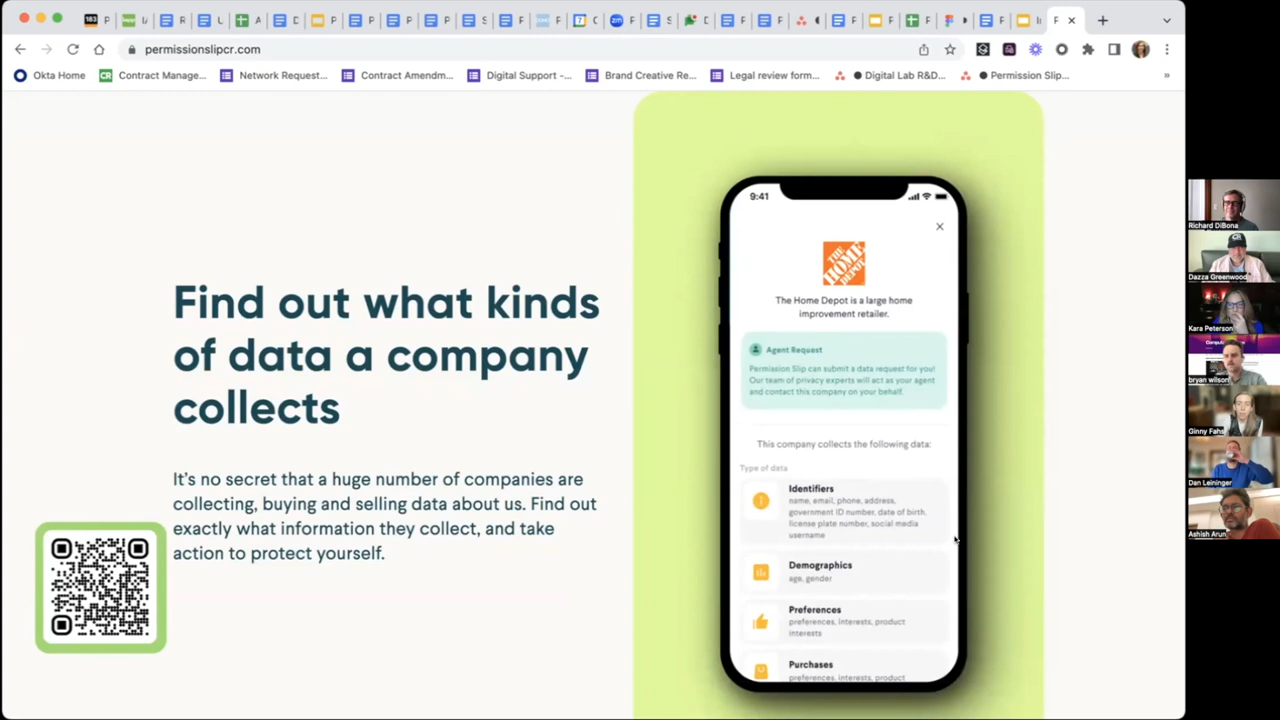 183
permissionslipcr.com
Okta Home
Contract Manage...
Network Request...
Contract Amendm...
Digital Support -...
Brand Creative Re...
Legal review form...
Digital Lab R&D...
Permission Slip...
»
Find out what kinds
of data a company
collects
It's no secret that a huge number of companies are
collecting, buying and selling data about us. Find out
exactly what information they collect, and take
action to protect yourself.
9:41
THE HOME DEPOT
The Home Depot is a large home
improvement retailer.
Agent Request
Permission Slip can submit a data request for you!
Our team of privacy experts will act as your agent
and contact this company on your behalf.
This company collects the following data:
Type of data
Identifiers
name, email, phone, address,
government ID number, date of birth,
license plate number, social media
username
Demographics
age, gender
Preferences
preferences, interests, product
interests
Purchases
preferences, interests, product
Richard DiBona
Dazza Greenwood
Kara Peterson
bryan wilson
Ginny Fahs
Dan Leininger
Ashish Arun